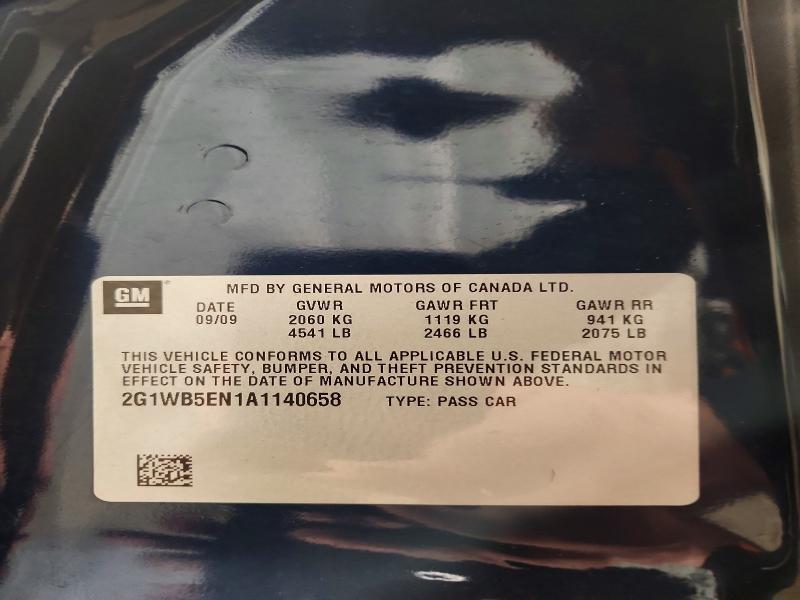 GM
MFD BY GENERAL MOTORS OF CANADA LTD.
DATE GVWR GAWR FRT GAWR RR
09/09 2060 KG 1119 KG 941 KG
4541 LB 2466 LB 2075 LB
THIS VEHICLE CONFORMS TO ALL APPLICABLE U.S. FEDERAL MOTOR
VEHICLE SAFETY, BUMPER, AND THEFT PREVENTION STANDARDS IN
EFFECT ON THE DATE OF MANUFACTURE SHOWN ABOVE.
2G1WB5EN1A1140658 TYPE: PASS CAR